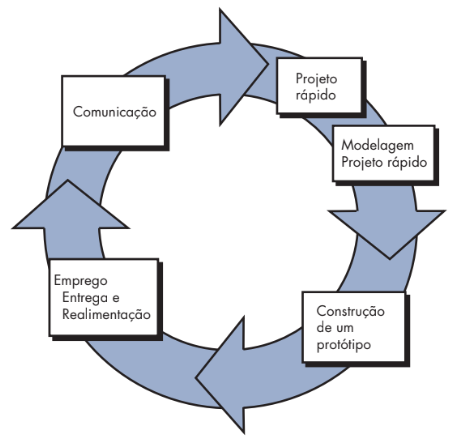 Comunicação
Projeto
rápido
Modelagem
Projeto rápido
Construção
de um
protótipo
Emprego
Entrega e
Realimentação